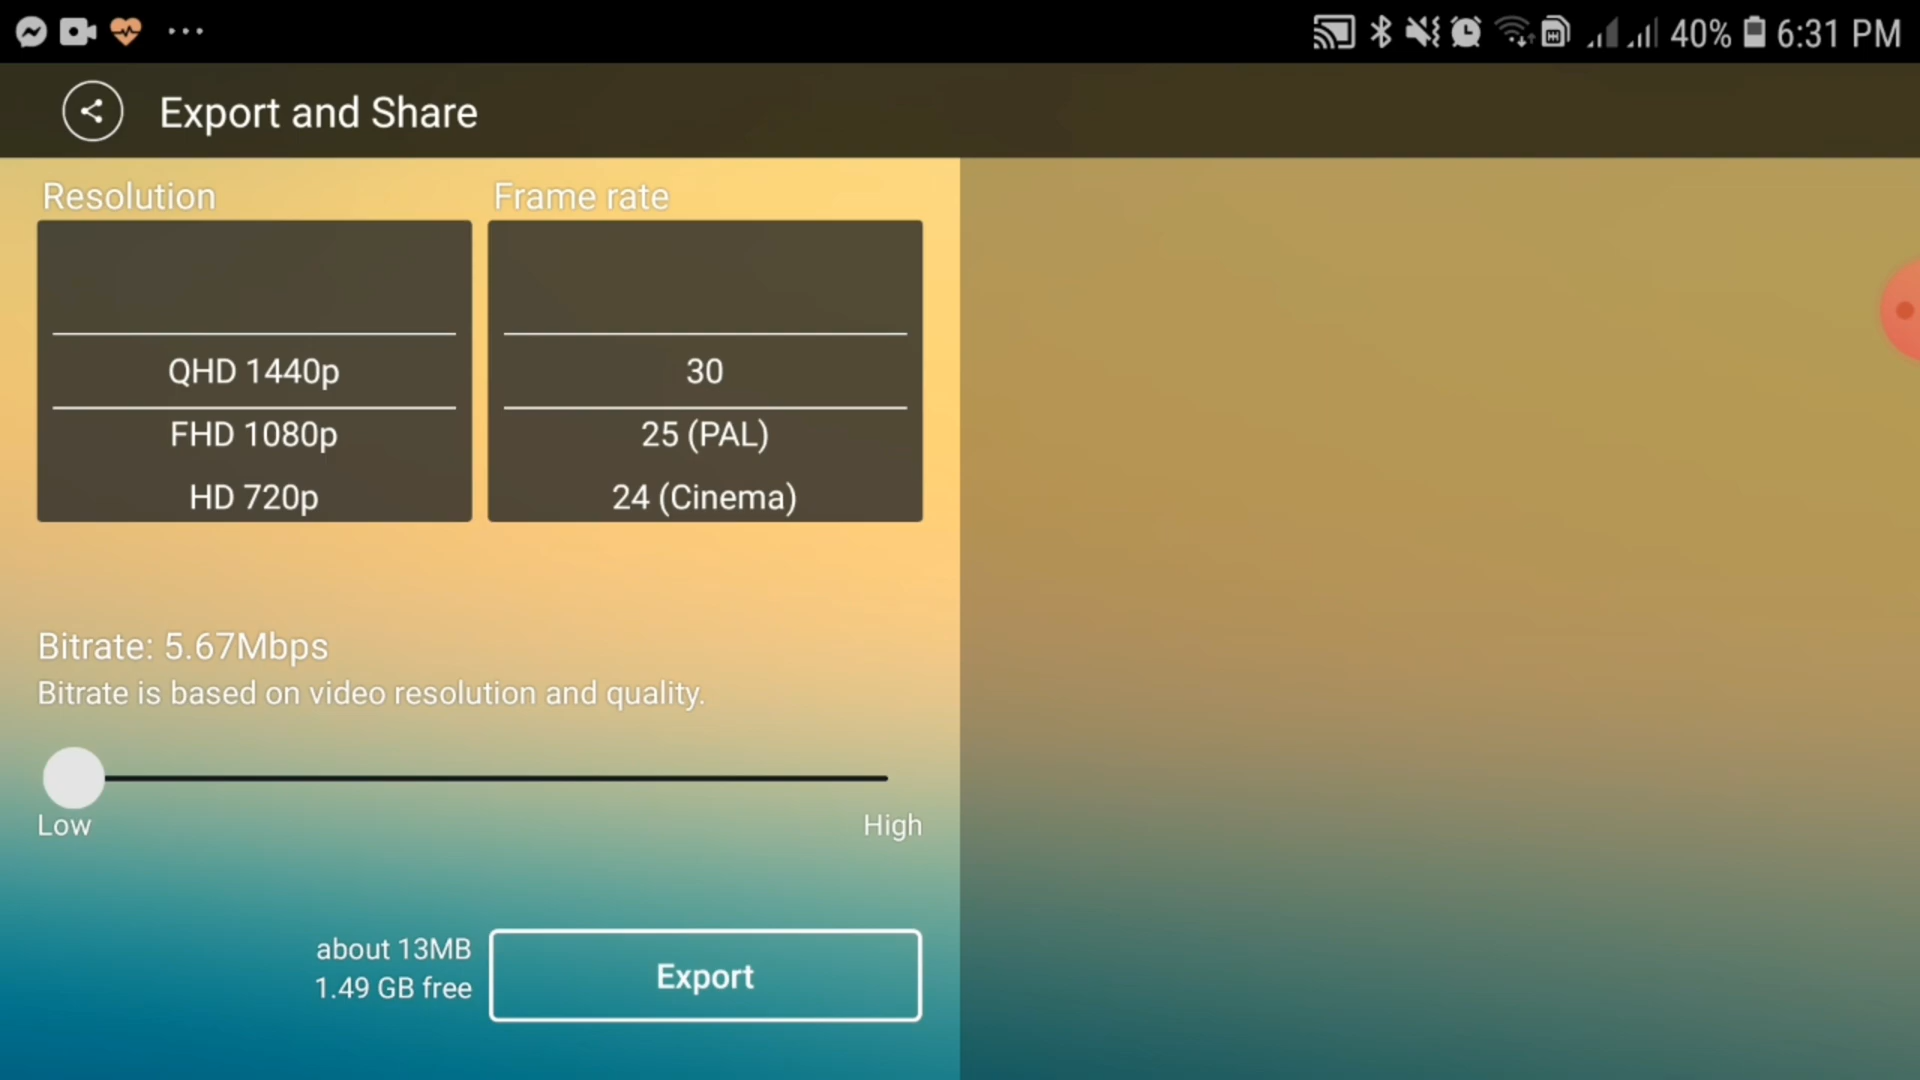 40% 6:31 PM
Export and Share
Resolution
Frame rate
QHD 1440p
30
FHD 1080p
25 (PAL)
HD 720p
24 (Cinema)
Bitrate: 5.67Mbps
Bitrate is based on video resolution and quality.
Low
High
about 13MB
1.49 GB free
Export